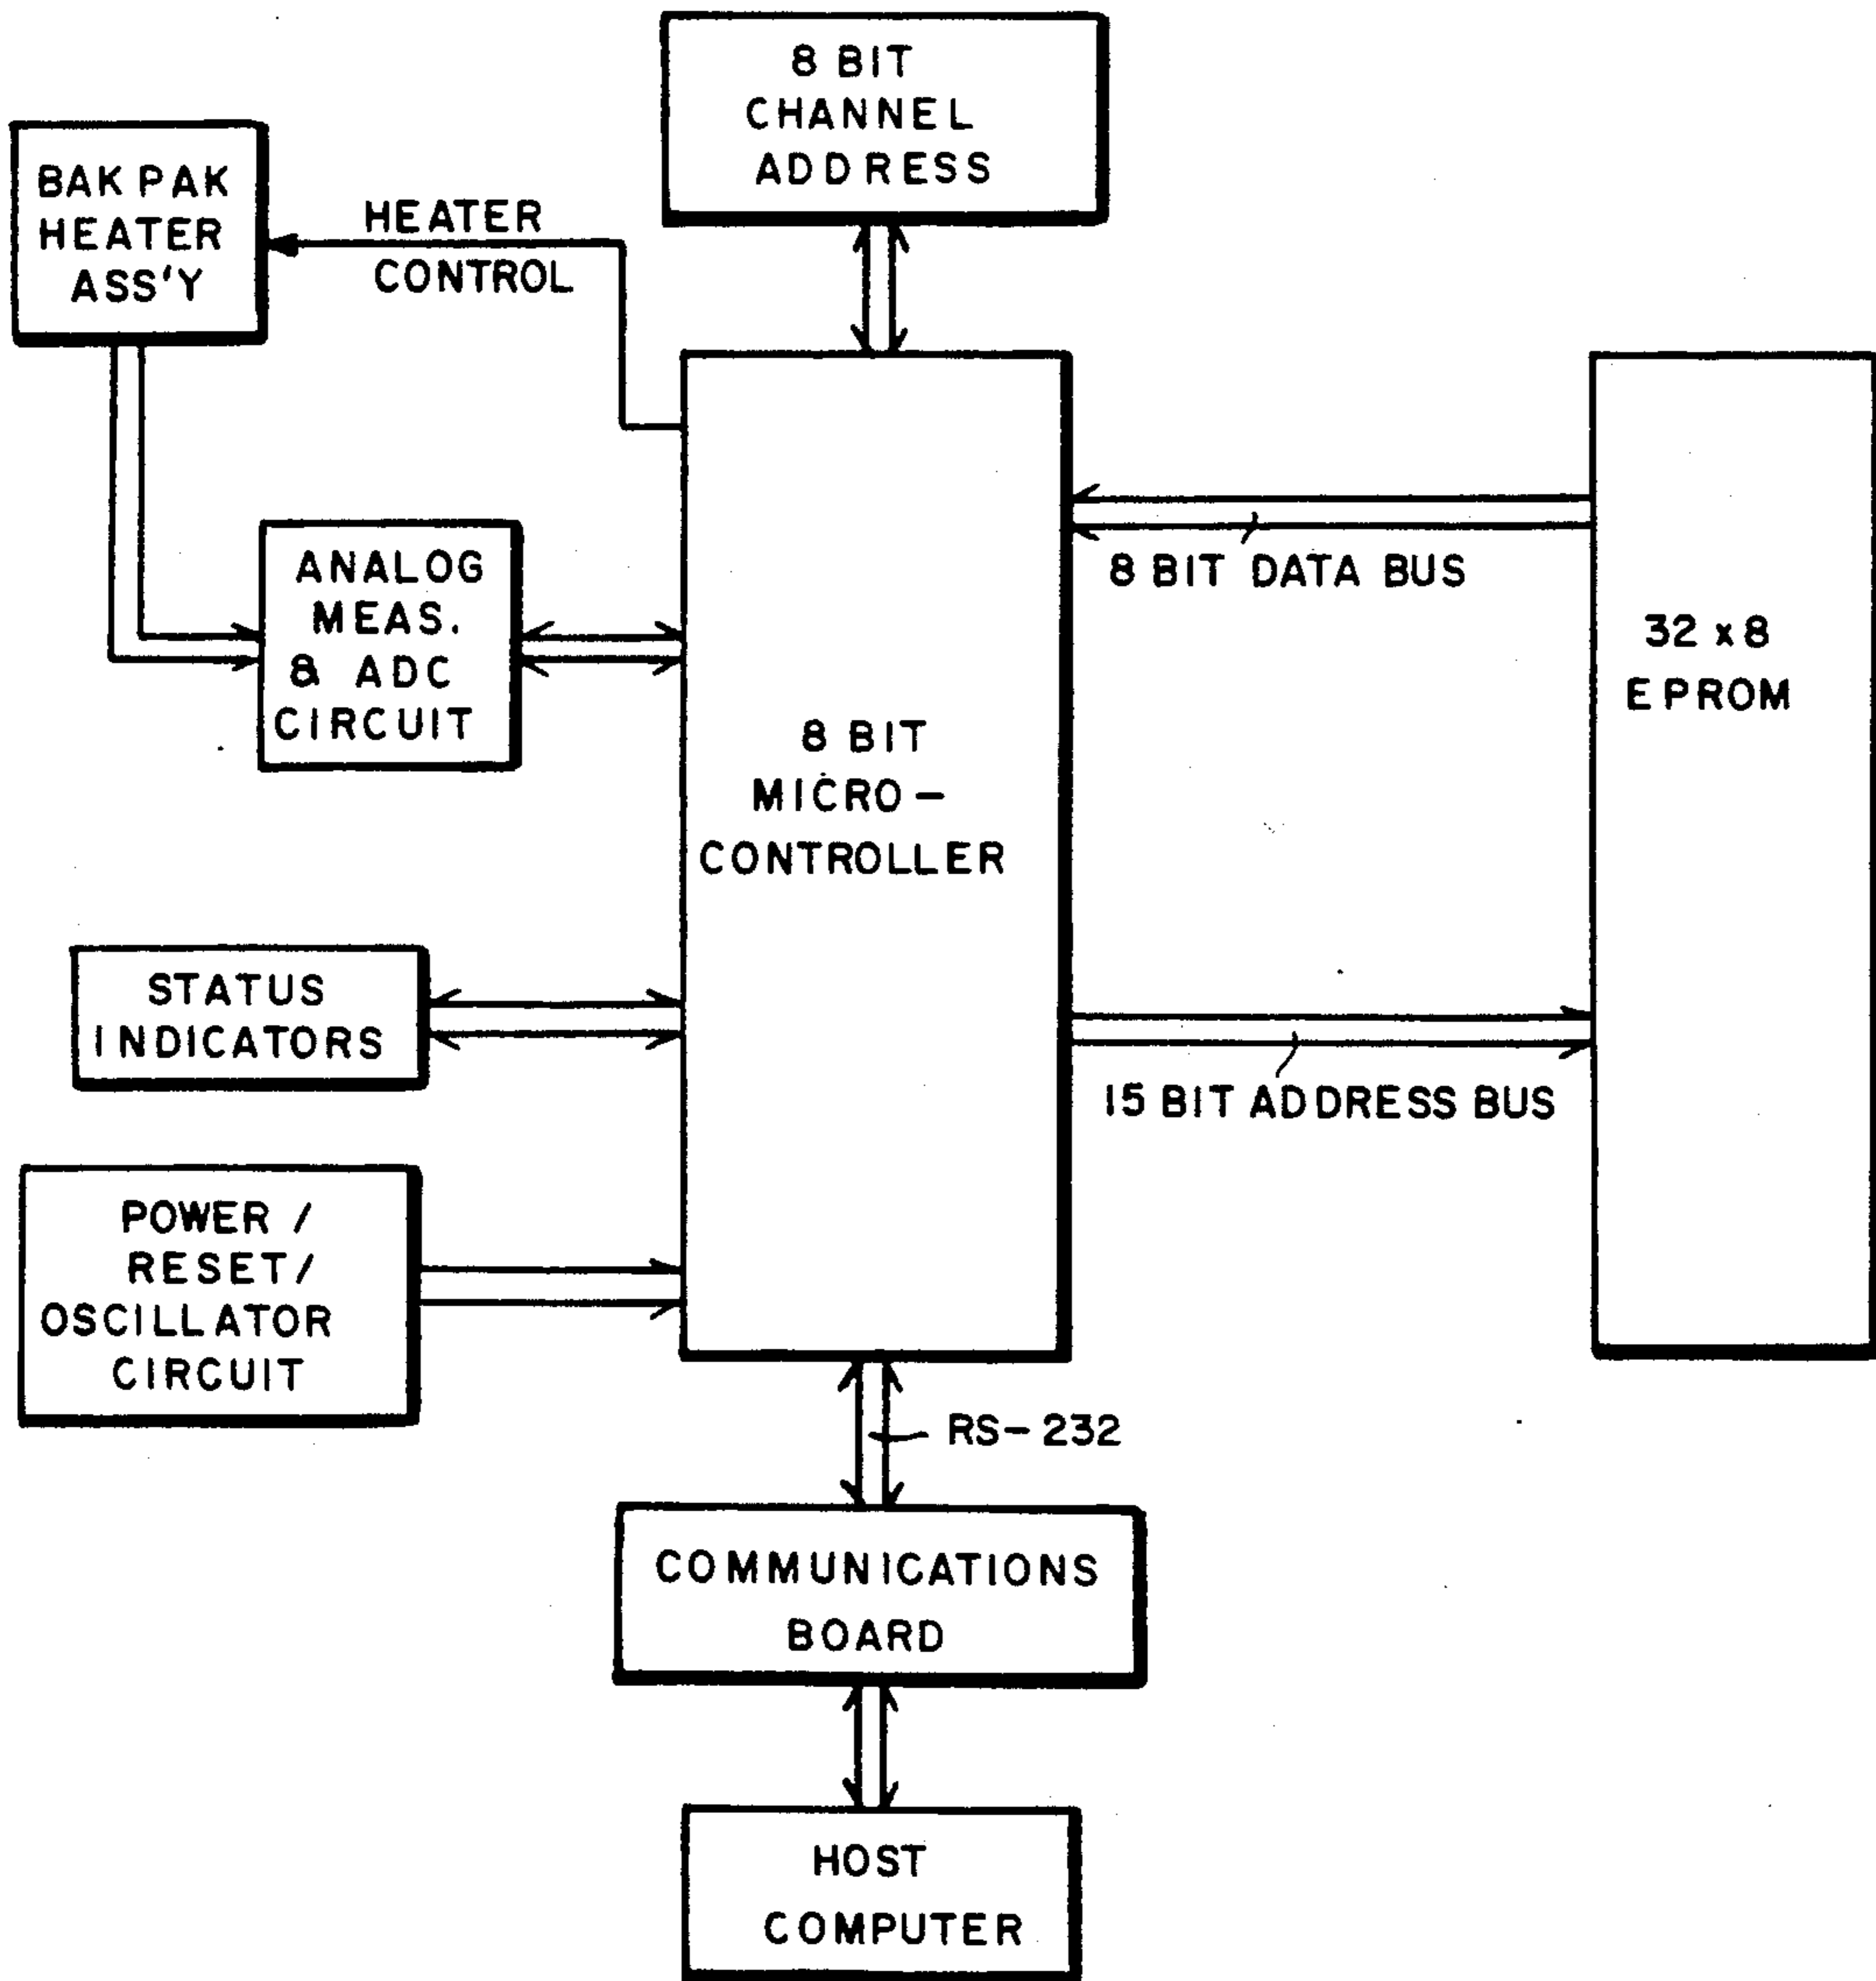 8 BIT
CHANNEL
ADDRESS
BAK PAK
HEATER
ASS'Y
HEATER
CONTROL
ANALOG
MEAS.
& ADC
CIRCUIT
8 BIT
MICRO-
CONTROLLER
8 BIT DATA BUS
32 x 8
EPROM
STATUS
INDICATORS
15 BIT ADDRESS BUS
POWER /
RESET/
OSCILLATOR
CIRCUIT
RS-232
COMMUNICATIONS
BOARD
HOST
COMPUTER